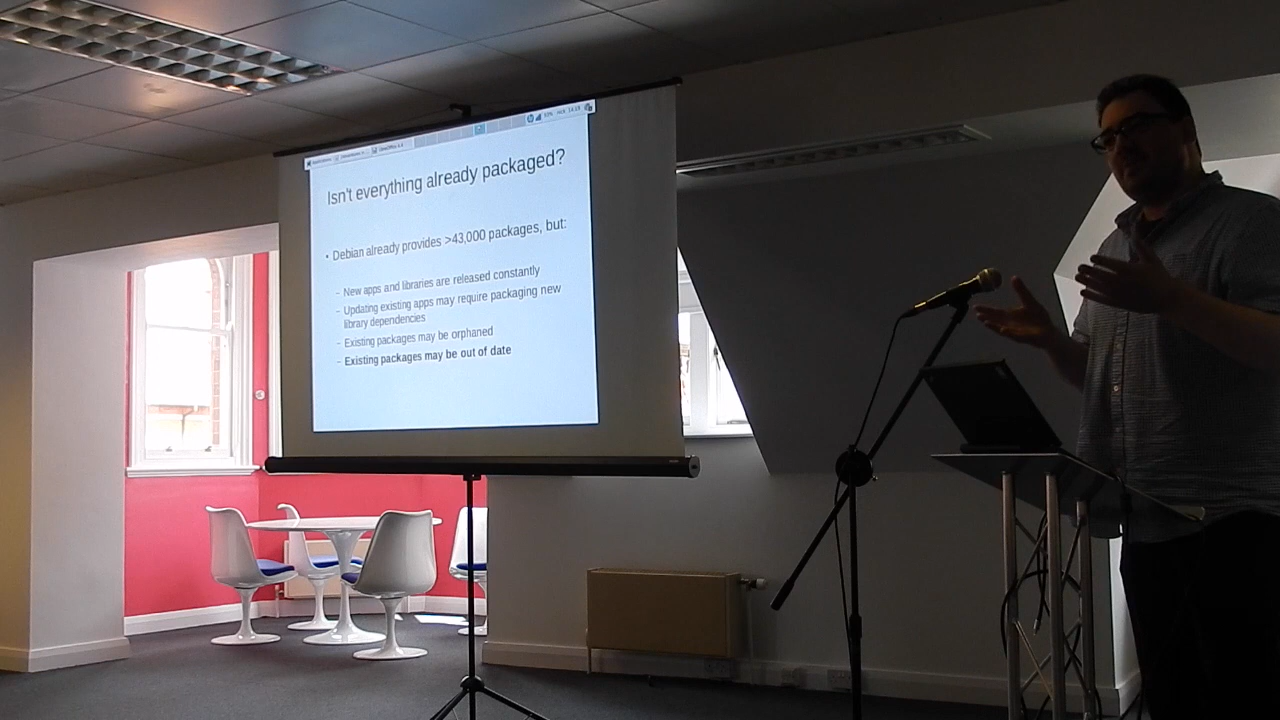 Isn't everything already packaged?
• Debian already provides >43,000 packages, but:
– New apps and libraries are released constantly
– Updating existing apps may require packaging new
library dependencies
– Existing packages may be orphaned
– Existing packages may be out of date